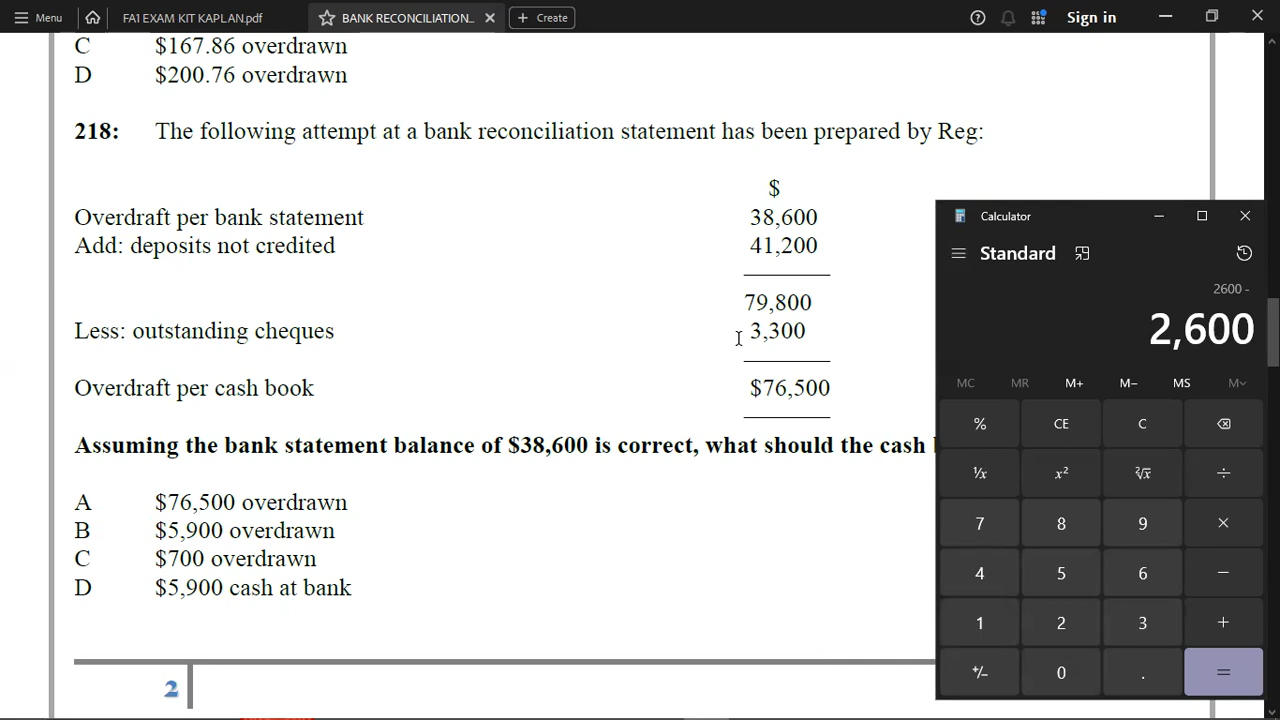 Menu
FA1 EXAM KIT KAPLAN.pdf
BANK RECONCILIATION...
Create
Sign in
C $167.86 overdrawn
D $200.76 overdrawn
218: The following attempt at a bank reconciliation statement has been prepared by Reg:
$
Overdraft per bank statement 38,600
Add: deposits not credited 41,200
79,800
Less: outstanding cheques 3,300
Overdraft per cash book $76,500
Assuming the bank statement balance of $38,600 is correct, what should the cash
A $76,500 overdrawn
B $5,900 overdrawn
C $700 overdrawn
D $5,900 cash at bank
2
Calculator
Standard
2600 -
2,600
MC MR M+ M− MS M˅
% CE C
⅟x x² ²√x ÷
7 8 9 ×
4 5 6 −
1 2 3 +
+/− 0 . =